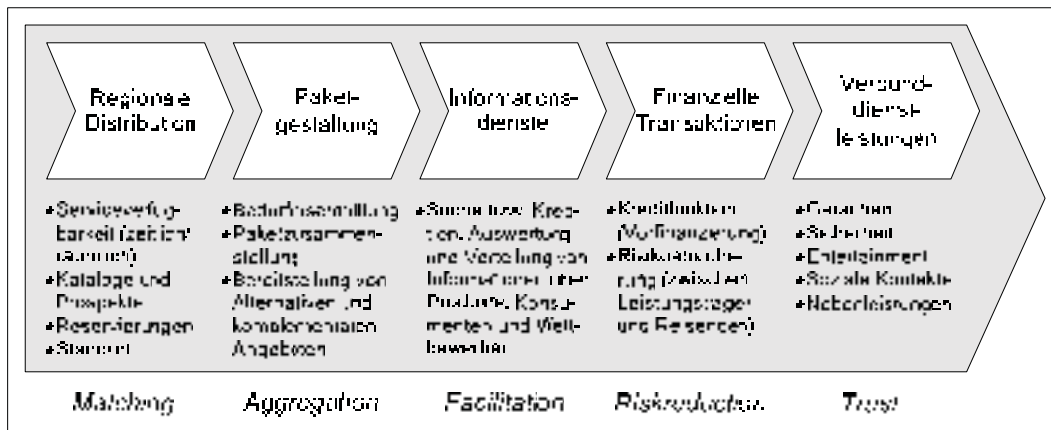 Regionale
Distribution
Paket-
gestaltung
Informations-
dienste
Finanzielle
Transaktionen
Verbund-
dienst-
leistungen
•Serviceverfüg-
barkeit (zeitlich/
räumlich)
•Kataloge und
Prospekte
•Reservierungen
•Standort
•Bedürfnisermittlung
•Paketzusammen-
stellung
•Bereitstellung von
Alternativen und
komplementären
Angeboten
•Suche bzw. Krea-
tion, Auswertung
und Verteilung von
Informationen über
Produkte, Konsu-
menten und Wett-
bewerber
•Kreditfunktion
(Vorfinanzierung)
•Risikoabsiche-
rung (zwischen
Leistungsträger
und Reisenden)
•Garantien
•Sicherheit
•Entertainment
•Soziale Kontakte
•Nebenleistungen
Matching
Aggregation
Facilitation
Riskreduction
Trust